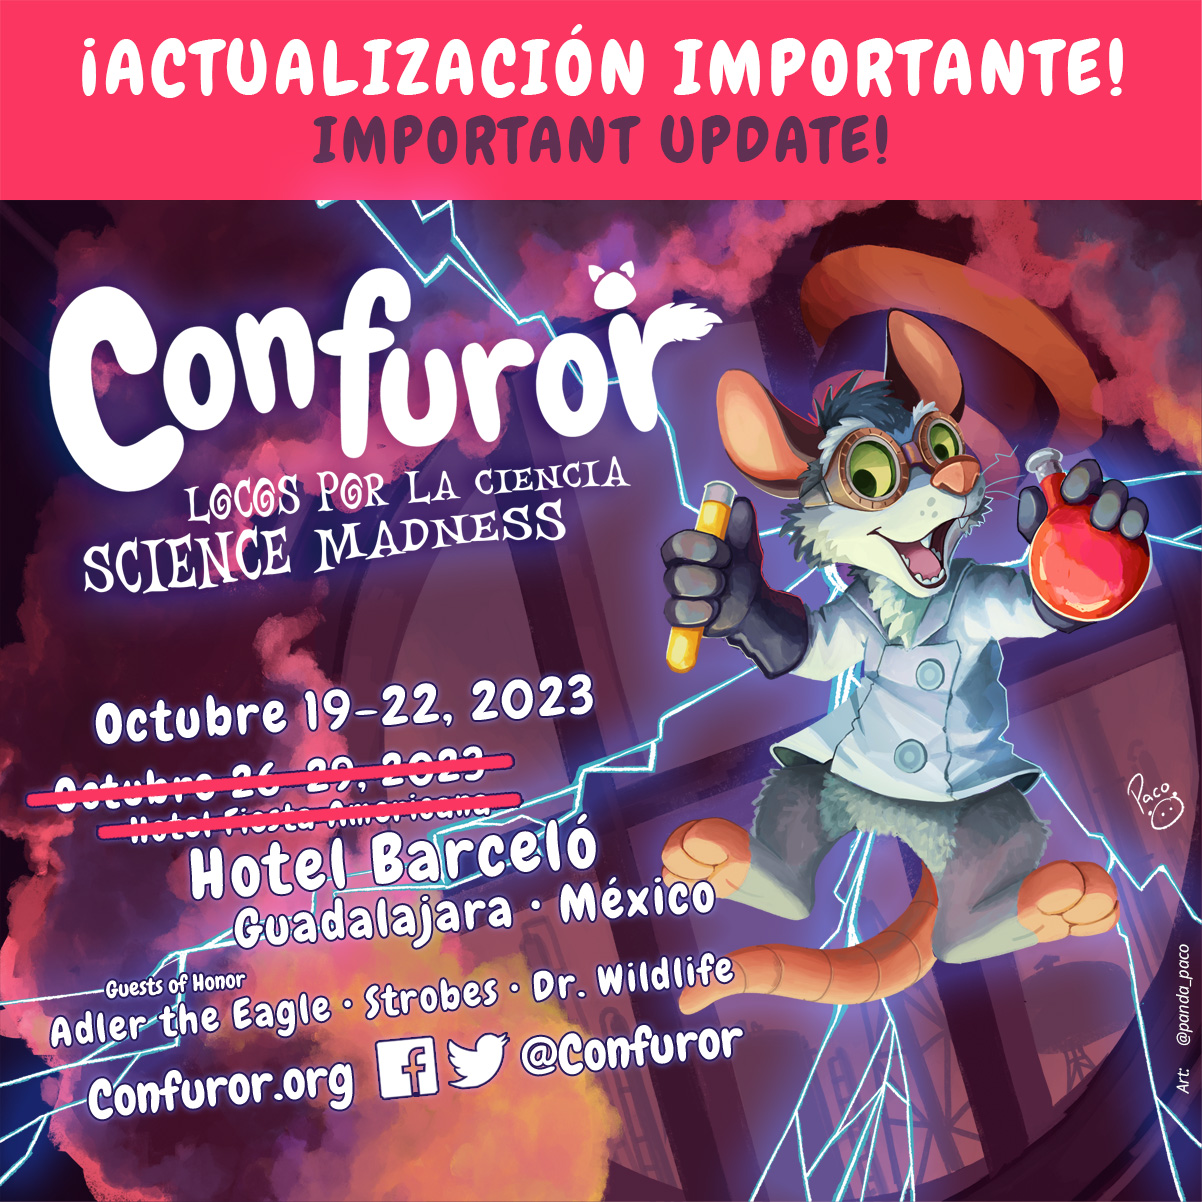 ¡ACTUALIZACIÓN IMPORTANTE!
IMPORTANT UPDATE!
Confuror
LOCOS POR LA CIENCIA
SCIENCE MADNESS
Octubre 19-22, 2023
Octubre 26-29, 2023
Hotel Fiesta Americana
Hotel Barceló
Guadalajara · México
Guests of Honor
Adler the Eagle · Strobes · Dr. Wildlife
Confuror.org @Confuror
Paco
Art: @panda_paco